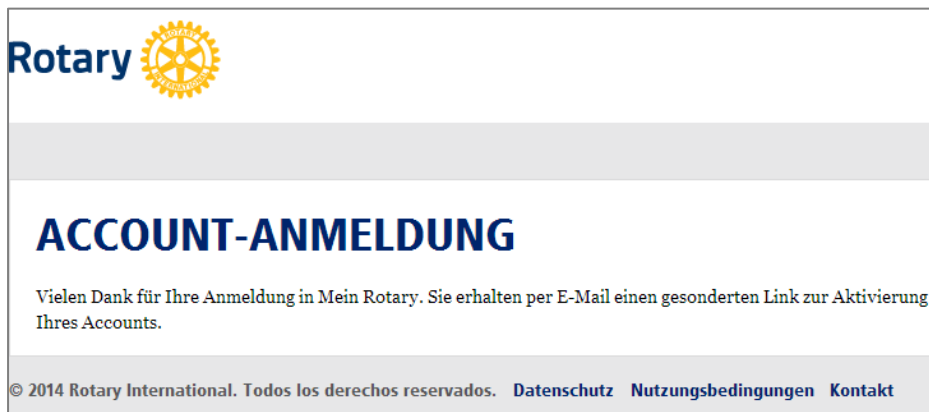 Rotary
ROTARY
INTERNATIONAL
ACCOUNT-ANMELDUNG
Vielen Dank für Ihre Anmeldung in Mein Rotary. Sie erhalten per E-Mail einen gesonderten Link zur Aktivierung
Ihres Accounts.
© 2014 Rotary International. Todos los derechos reservados. Datenschutz Nutzungsbedingungen Kontakt